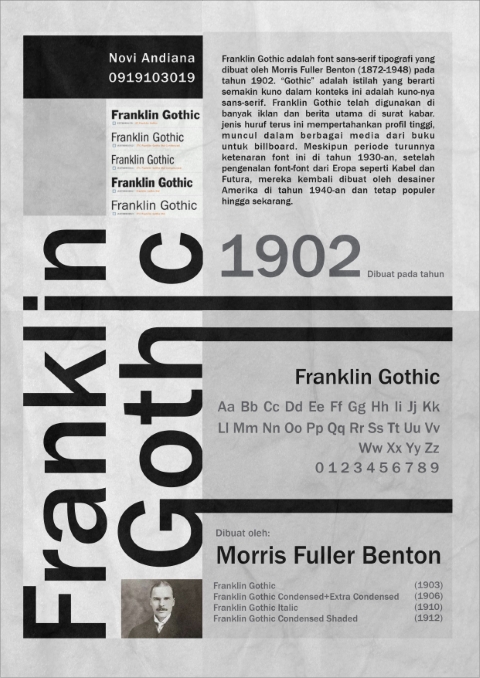 Novi Andiana
0919103019
Franklin Gothic
Franklin Gothic
Franklin Gothic
Franklin Gothic
Franklin Gothic
Franklin Gothic adalah font sans-serif tipografi yang
dibuat oleh Morris Fuller Benton (1872-1948) pada
tahun 1902. “Gothic” adalah istilah yang berarti
semakin kuno dalam konteks ini adalah kuno-nya
sans-serif. Franklin Gothic telah digunakan di
banyak iklan dan berita utama di surat kabar.
jenis huruf terus ini mempertahankan profil tinggi,
muncul dalam berbagai media dari buku
untuk billboard. Meskipun periode turunnya
ketenaran font ini di tahun 1930-an, setelah
pengenalan font-font dari Eropa seperti Kabel dan
Futura, mereka kembali dibuat oleh desainer
Amerika di tahun 1940-an dan tetap populer
hingga sekarang.
Franklin
Gothic
1902 Dibuat pada tahun
Franklin Gothic
Aa Bb Cc Dd Ee Ff Gg Hh Ii Jj Kk
Ll Mm Nn Oo Pp Qq Rr Ss Tt Uu Vv
Ww Xx Yy Zz
0 1 2 3 4 5 6 7 8 9
Dibuat oleh:
Morris Fuller Benton
Franklin Gothic (1903)
Franklin Gothic Condensed+Extra Condensed (1906)
Franklin Gothic Italic (1910)
Franklin Gothic Condensed Shaded (1912)